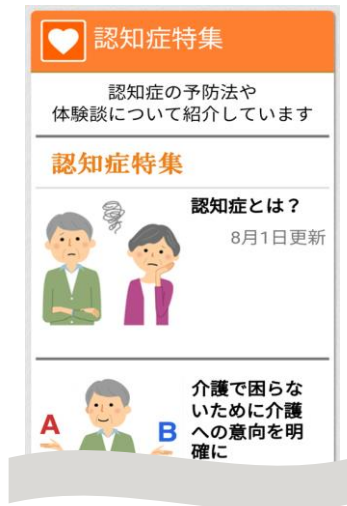 認知症特集
認知症の予防法や
体験談について紹介しています
認知症特集
認知症とは？
8月1日更新
介護で困らな
いために介護
への意向を明
確に
A
B